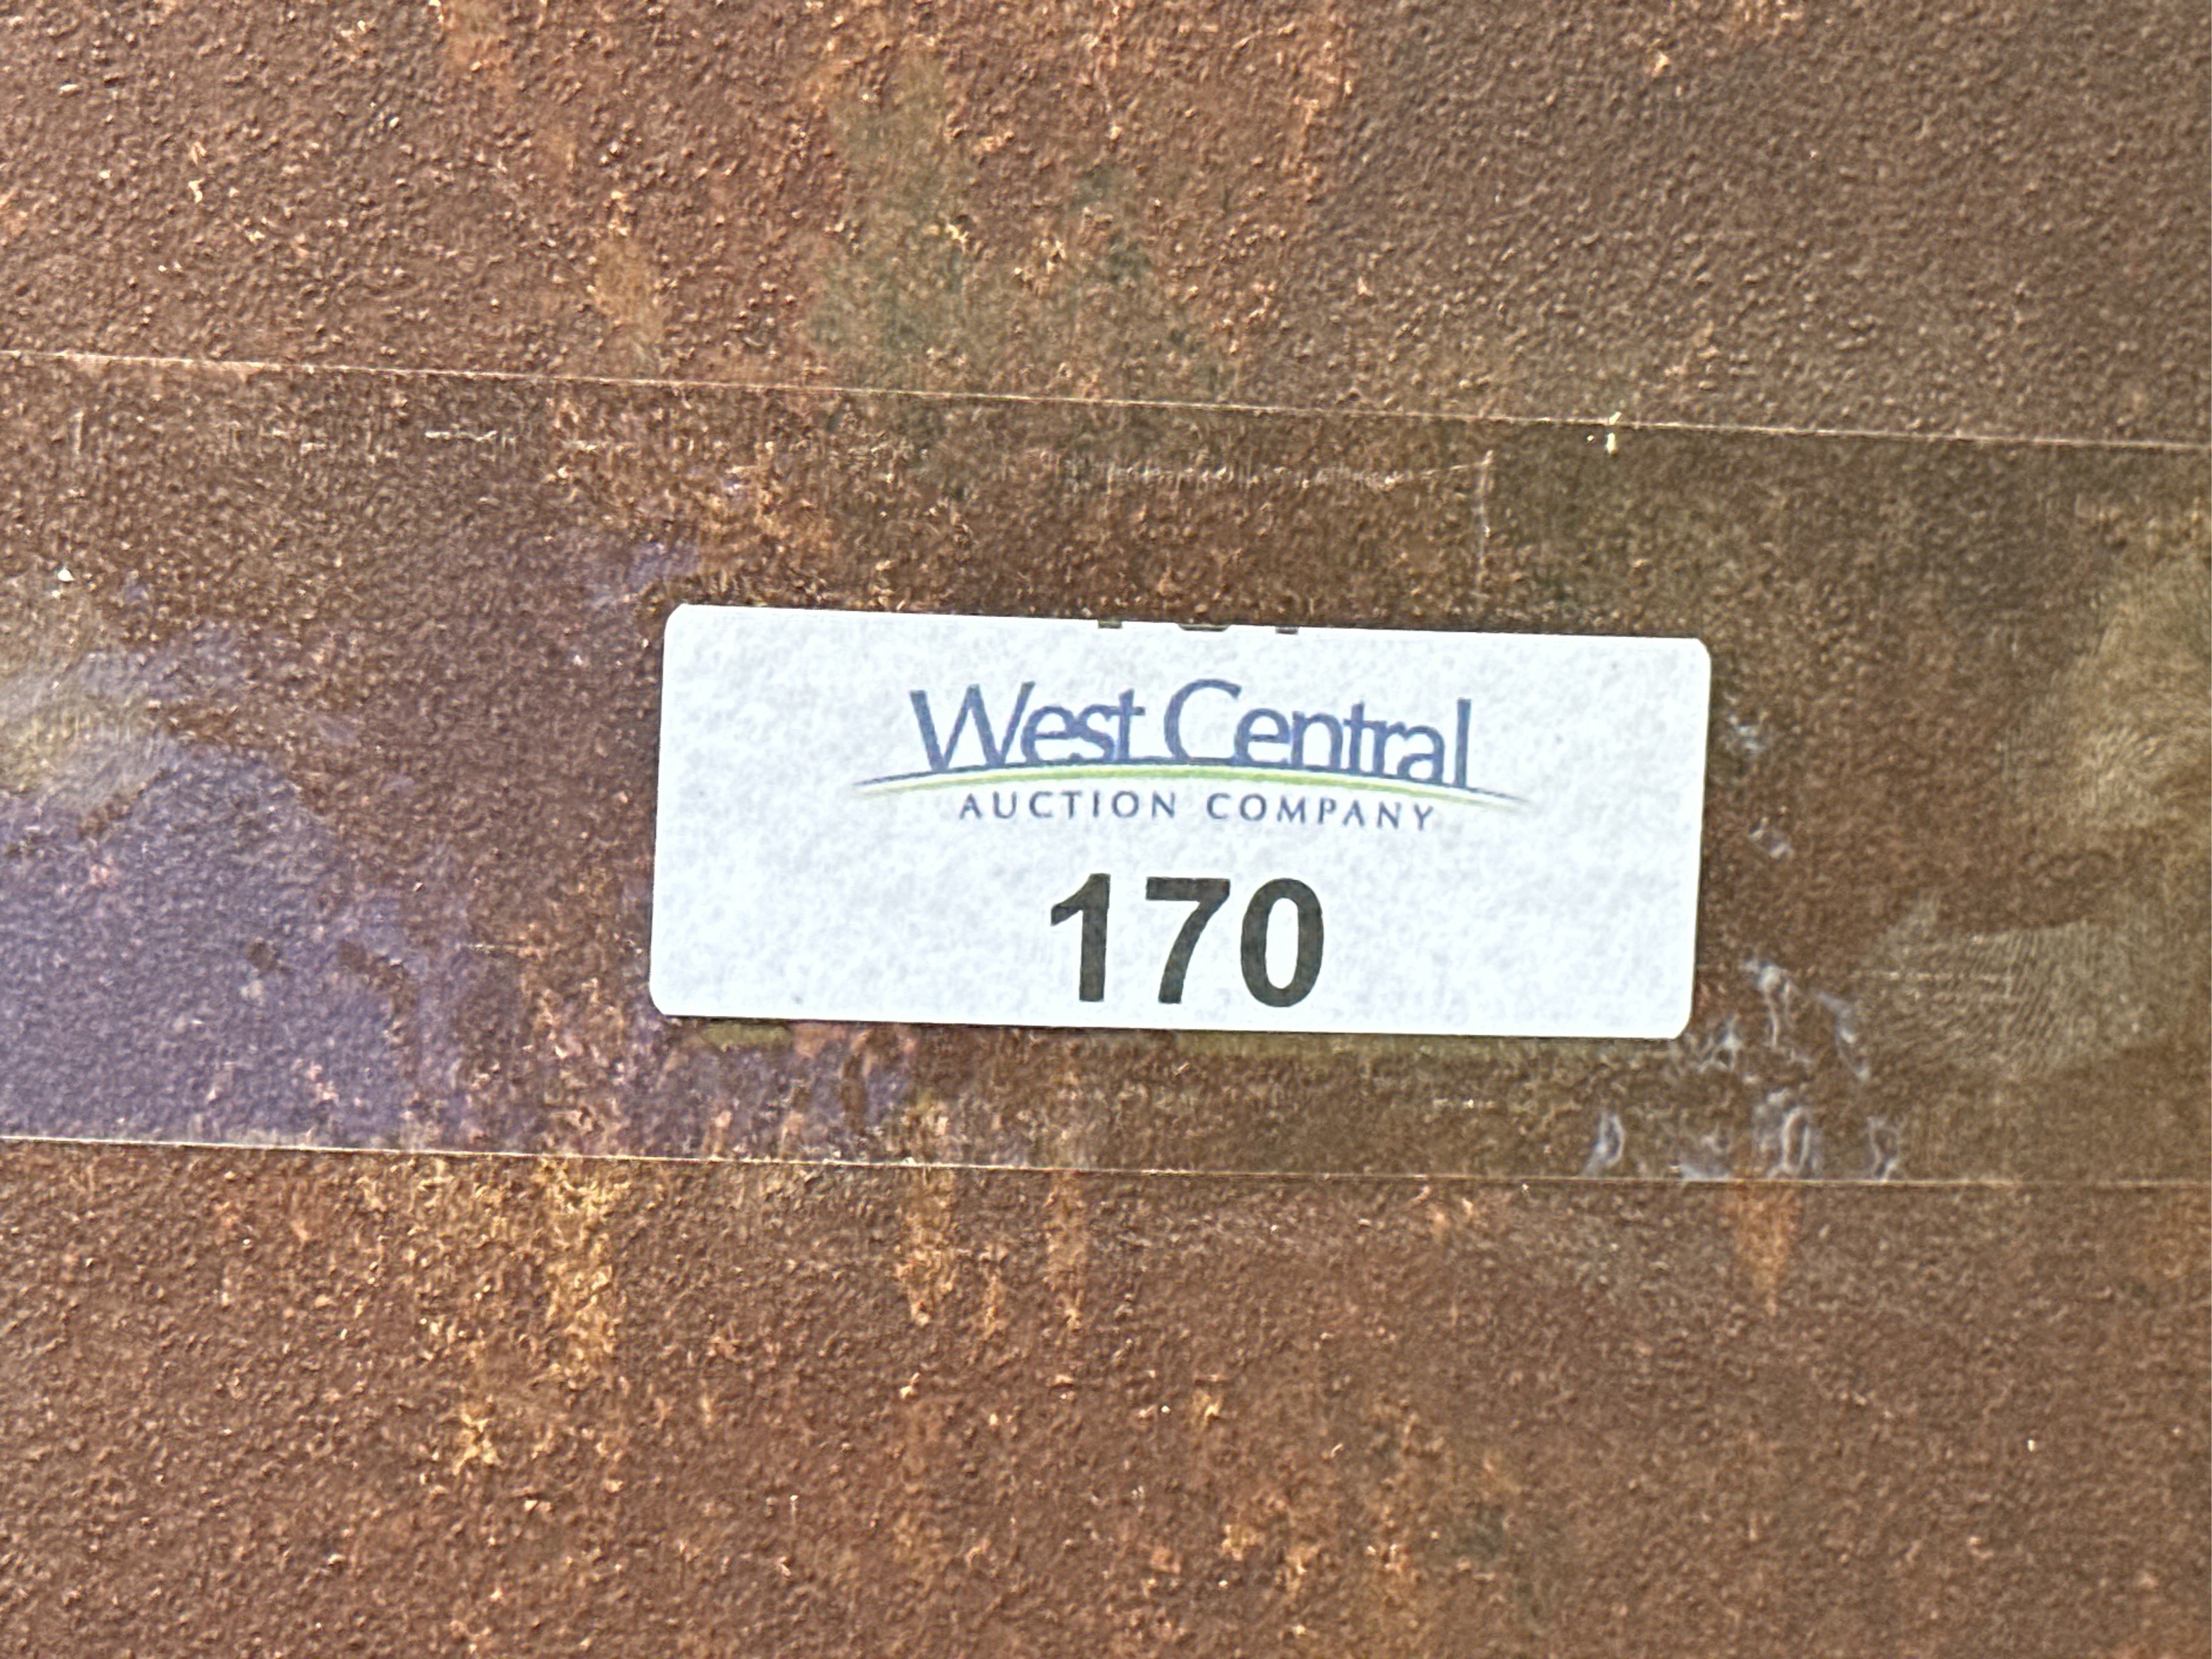 West Central
AUCTION COMPANY
170